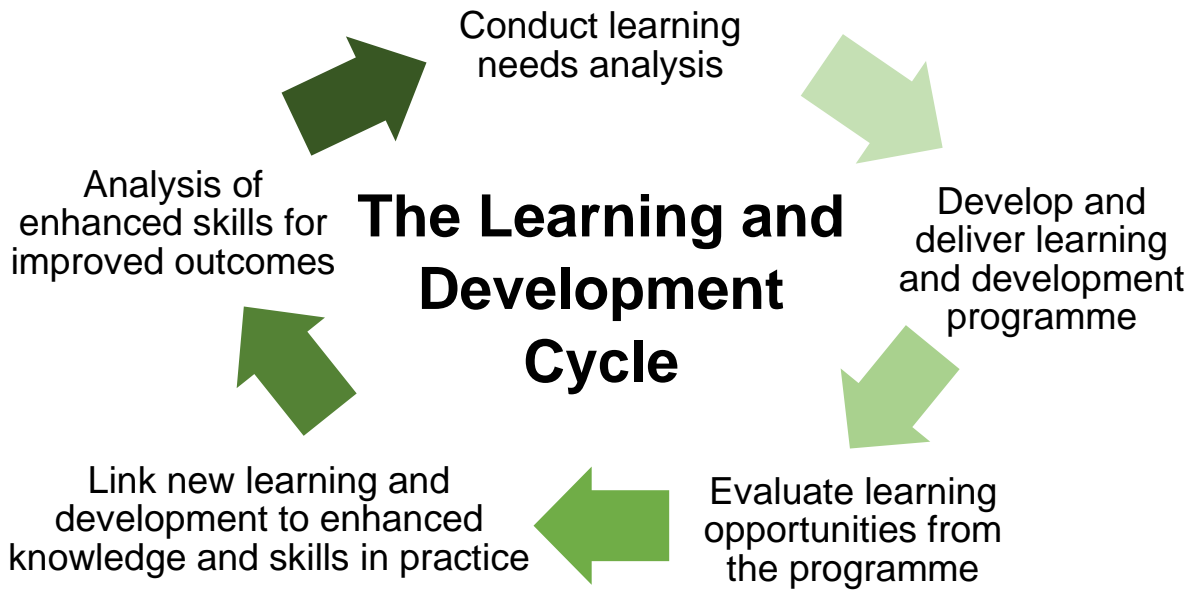 Conduct learning
needs analysis
Develop and
deliver learning
and development
programme
Evaluate learning
opportunities from
the programme
Link new learning and
development to enhanced
knowledge and skills in practice
Analysis of
enhanced skills for
improved outcomes
The Learning and
Development
Cycle